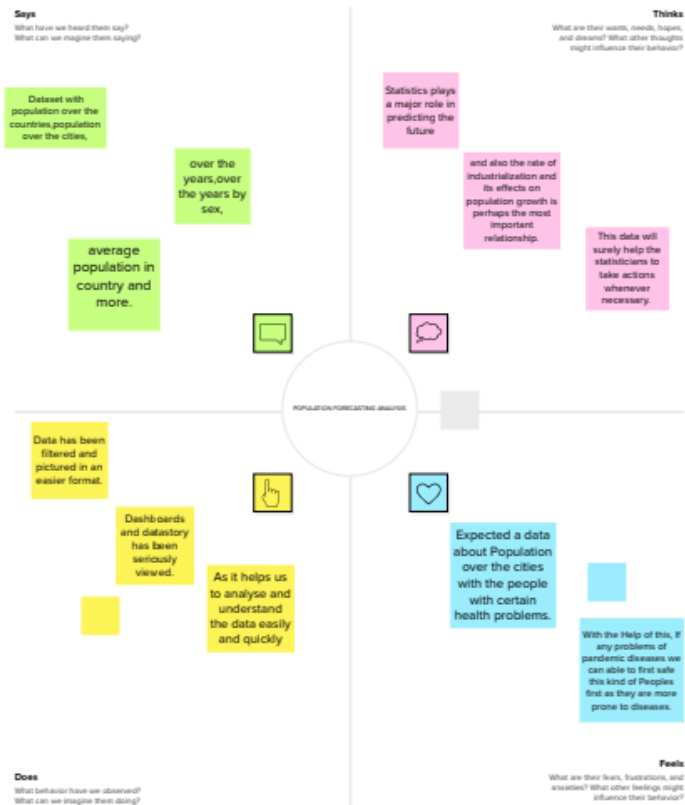 Says
What have we heard them say?
What can we imagine them saying?
Thinks
What are their wants, needs, hopes,
and dreams? What other thoughts
might influence their behavior?
Dataset with
population over the
countries,population
over the cities,
over the
years,over
the years by
sex,
average
population in
country and
more.
Statistics plays
a major role in
predicting the
future
and also the rate of
industrialization and
its effects on
population growth is
perhaps the most
important
relationship.
This data will
surely help the
statisticians to
take actions
whenever
necessary.
POPULATION FORECASTING ANALYSIS
Data has been
filtered and
pictured in an
easier format.
Dashboards
and datastory
has been
seriously
viewed.
As it helps us
to analyse and
understand
the data easily
and quickly
Expected a data
about Population
over the cities
with the people
with certain
health problems.
With the Help of this, If
any problems of
pandemic diseases we
can able to first safe
this kind of Peoples
first as they are more
prone to diseases.
Does
What behavior have we observed?
What can we imagine them doing?
Feels
What are their fears, frustrations, and
anxieties? What other feelings might
influence their behavior?